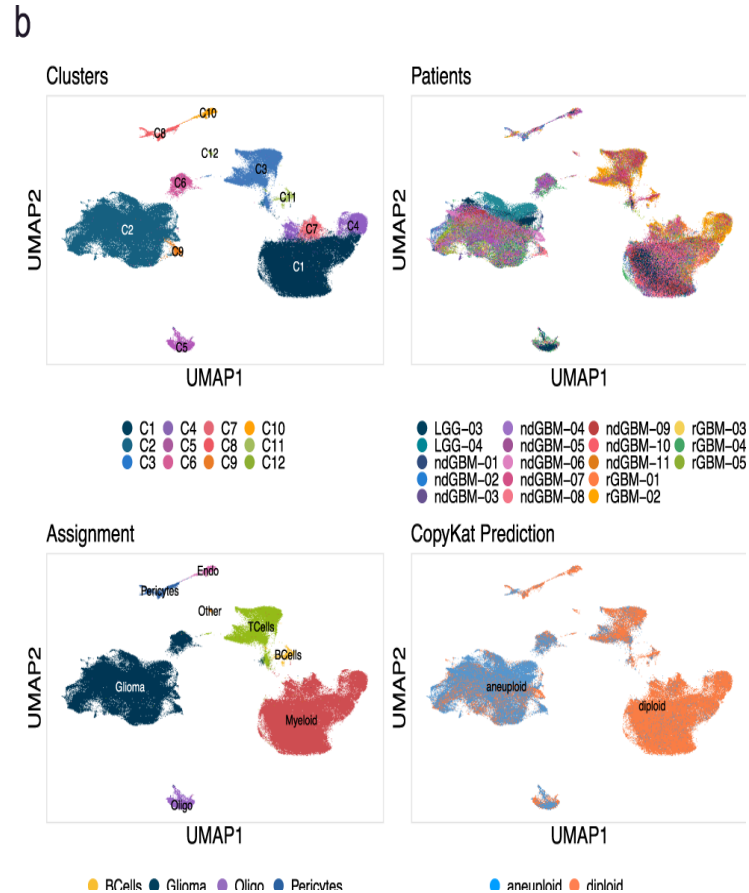 b
Clusters
Patients
C10
C8
C12
C3
C6
C11
C2
C7
C4
C9
C1
C5
UMAP2
UMAP2
UMAP1
UMAP1
C1 C4 C7 C10
C2 C5 C8 C11
C3 C6 C9 C12
LGG-03 ndGBM-04 ndGBM-09 rGBM-03
LGG-04 ndGBM-05 ndGBM-10 rGBM-04
ndGBM-01 ndGBM-06 ndGBM-11 rGBM-05
ndGBM-02 ndGBM-07 rGBM-01
ndGBM-03 ndGBM-08 rGBM-02
Assignment
CopyKat Prediction
Endo
Pericytes
Other
TCells
BCells
Glioma
Myeloid
Oligo
aneuploid
diploid
UMAP2
UMAP2
UMAP1
UMAP1
BCells Glioma Oligo Pericytes
aneuploid diploid